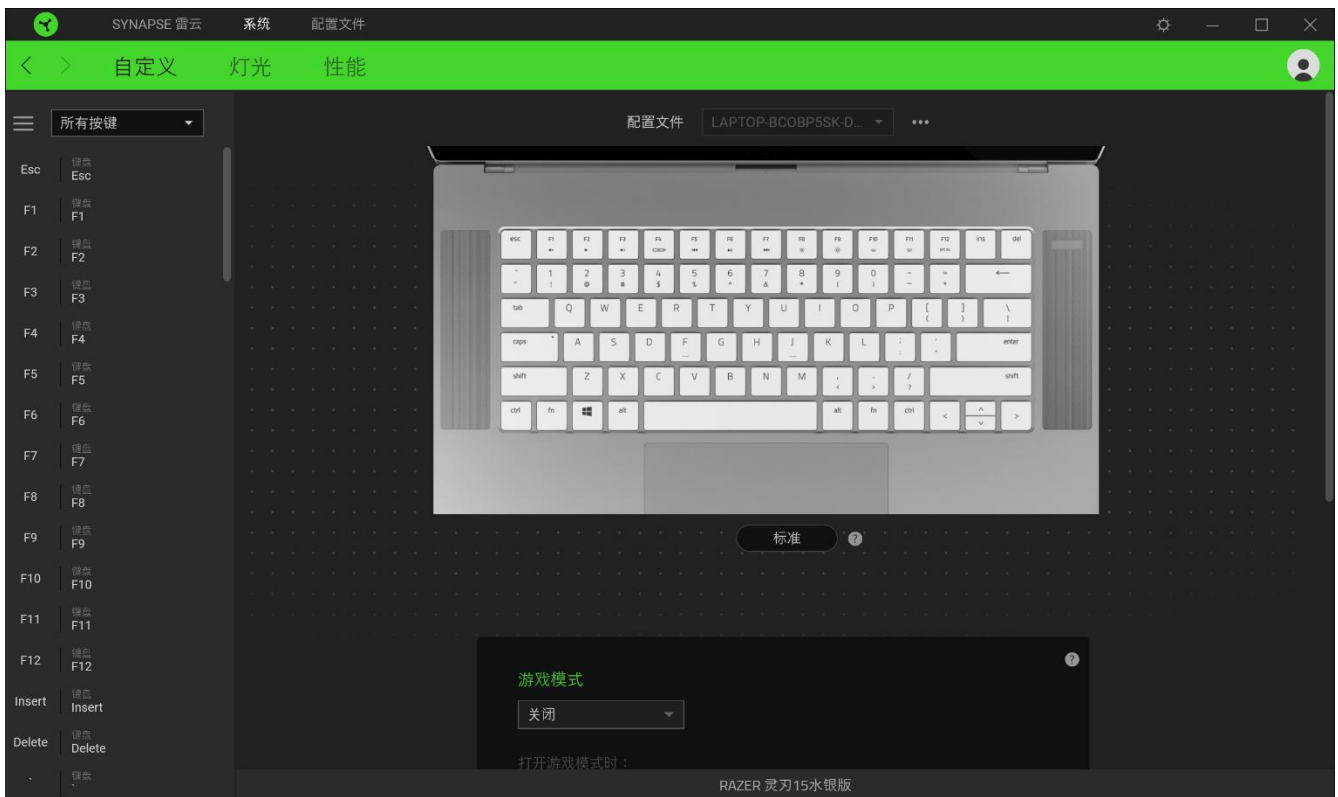 SYNAPSE 雷云 系统 配置文件
自定义 灯光 性能
所有按键
配置文件 LAPTOP-BCOBP5SK-D...
Esc 键盘 Esc
F1 键盘 F1
F2 键盘 F2
F3 键盘 F3
F4 键盘 F4
F5 键盘 F5
F6 键盘 F6
F7 键盘 F7
F8 键盘 F8
F9 键盘 F9
F10 键盘 F10
F11 键盘 F11
F12 键盘 F12
Insert 键盘 Insert
Delete 键盘 Delete
` 键盘 `
esc F1 F2 F3 F4 F5 F6 F7 F8 F9 F10 F11 F12 ins del
1 2 3 4 5 6 7 8 9 0 - =
! @ # $ % ^ & * ( )
tab Q W E R T Y U I O P [ ] \
{ } |
caps A S D F G H J K L ; ' enter
shift Z X C V B N M , . / shift
< > ?
ctrl fn alt alt fn ctrl < ^ >
v
标准
游戏模式
关闭
打开游戏模式时：
RAZER 灵刃15水银版